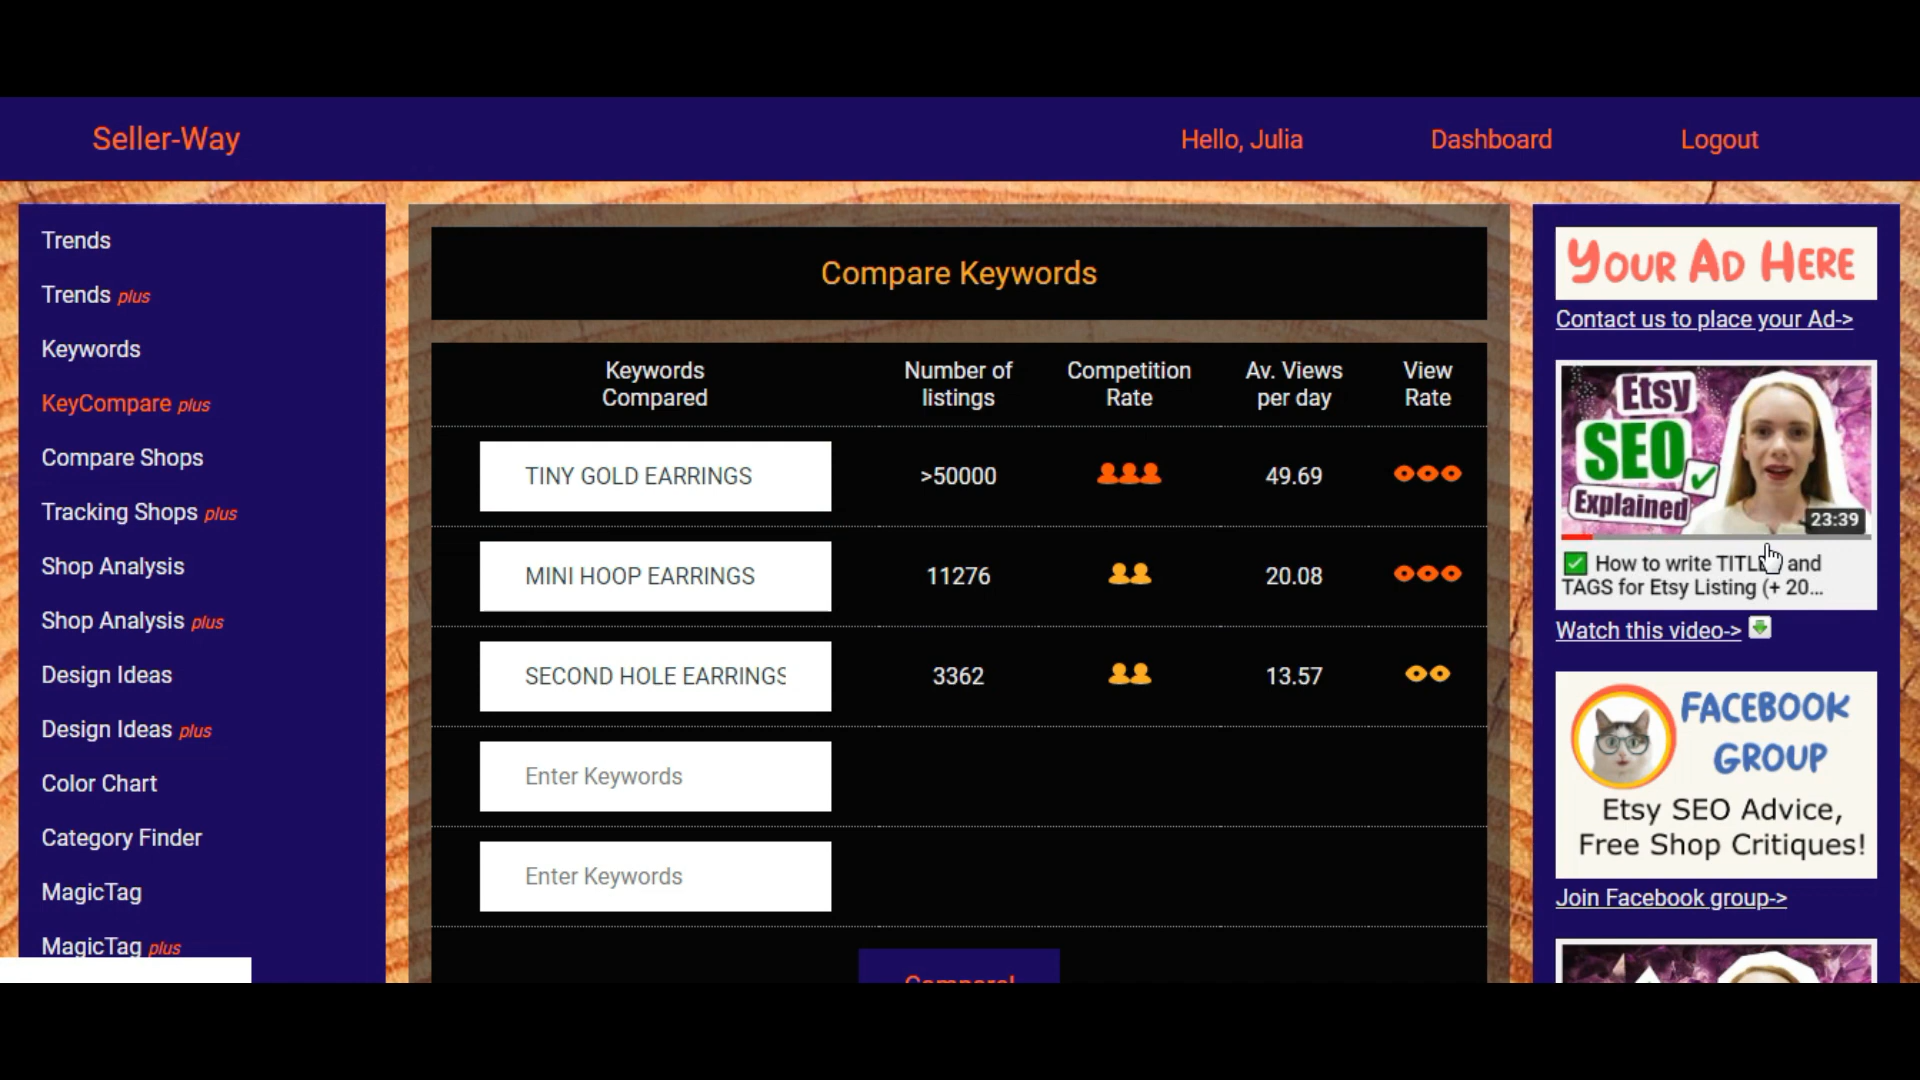 Seller-Way
Hello, Julia
Dashboard
Logout
Trends
Trends plus
Keywords
KeyCompare plus
Compare Shops
Tracking Shops plus
Shop Analysis
Shop Analysis plus
Design Ideas
Design Ideas plus
Color Chart
Category Finder
MagicTag
MagicTag plus
Compare Keywords
Keywords Compared
Number of listings
Competition Rate
Av. Views per day
View Rate
TINY GOLD EARRINGS
>50000
49.69
MINI HOOP EARRINGS
11276
20.08
SECOND HOLE EARRINGS
3362
13.57
Enter Keywords
Enter Keywords
Compare!
YOUR AD HERE
Contact us to place your Ad->
Etsy
SEO
Explained
23:39
How to write TITLE and
TAGS for Etsy Listing (+ 20...
Watch this video->
FACEBOOK
GROUP
Etsy SEO Advice,
Free Shop Critiques!
Join Facebook group->